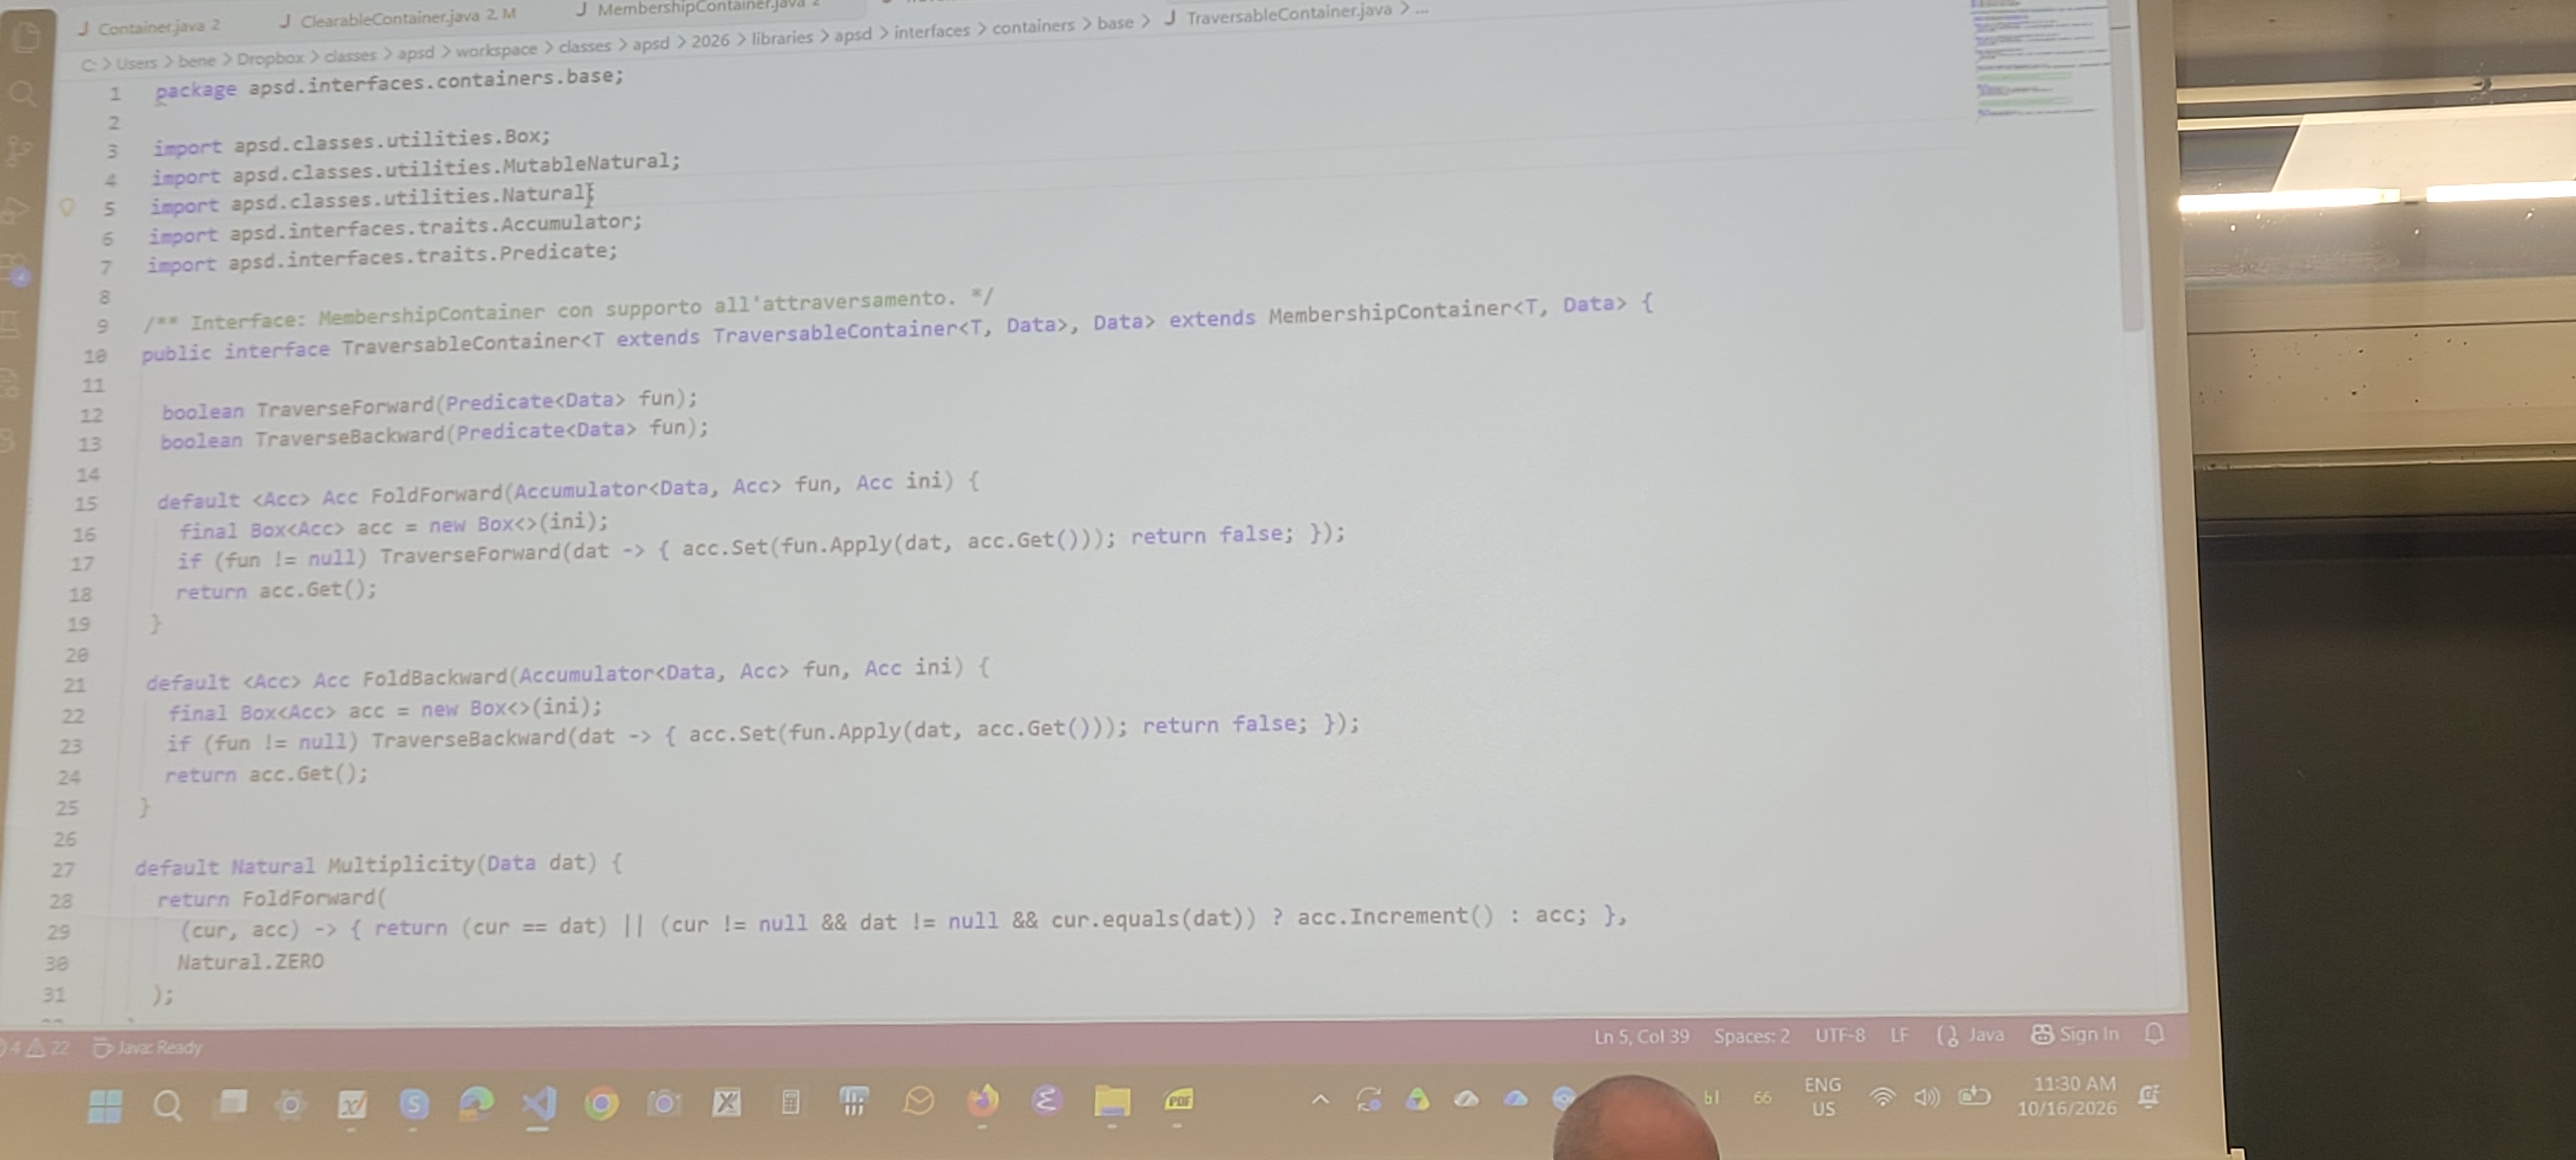 Container.java 2
ClearableContainer.java 2, M
MembershipContainer.java 2
C: > Users > bene > Dropbox > classes > apsd > workspace > classes > apsd > 2026 > libraries > apsd > interfaces > containers > base > J TraversableContainer.java > ...
1 package apsd.interfaces.containers.base;
2
3 import apsd.classes.utilities.Box;
4 import apsd.classes.utilities.MutableNatural;
5 import apsd.classes.utilities.Natural;
6 import apsd.interfaces.traits.Accumulator;
7 import apsd.interfaces.traits.Predicate;
8
9 /** Interface: MembershipContainer con supporto all'attraversamento. */
10 public interface TraversableContainer<T extends TraversableContainer<T, Data>, Data> extends MembershipContainer<T, Data> {
11
12 boolean TraverseForward(Predicate<Data> fun);
13 boolean TraverseBackward(Predicate<Data> fun);
14
15 default <Acc> Acc FoldForward(Accumulator<Data, Acc> fun, Acc ini) {
16 final Box<Acc> acc = new Box<>(ini);
17 if (fun != null) TraverseForward(dat -> { acc.Set(fun.Apply(dat, acc.Get())); return false; });
18 return acc.Get();
19 }
20
21 default <Acc> Acc FoldBackward(Accumulator<Data, Acc> fun, Acc ini) {
22 final Box<Acc> acc = new Box<>(ini);
23 if (fun != null) TraverseBackward(dat -> { acc.Set(fun.Apply(dat, acc.Get())); return false; });
24 return acc.Get();
25 }
26
27 default Natural Multiplicity(Data dat) {
28 return FoldForward(
29 (cur, acc) -> { return (cur == dat) || (cur != null && dat != null && cur.equals(dat)) ? acc.Increment() : acc; },
30 Natural.ZERO
31 );
4 22 Java: Ready
Ln 5, Col 39 Spaces: 2 UTF-8 LF Java Sign In
PDF
66
ENG
US
11:30 AM
10/16/2026